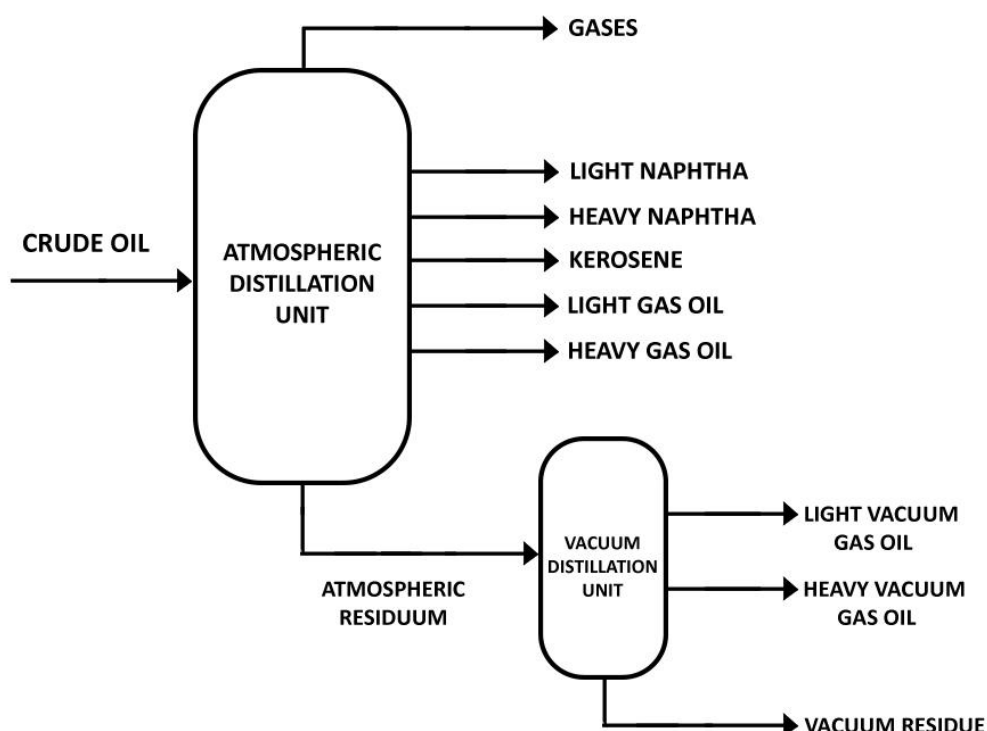 GASES
LIGHT NAPHTHA
HEAVY NAPHTHA
CRUDE OIL
KEROSENE
ATMOSPHERIC
DISTILLATION
UNIT
LIGHT GAS OIL
HEAVY GAS OIL
ATMOSPHERIC
RESIDUUM
VACUUM
DISTILLATION
UNIT
LIGHT VACUUM
GAS OIL
HEAVY VACUUM
GAS OIL
VACUUM RESIDUE